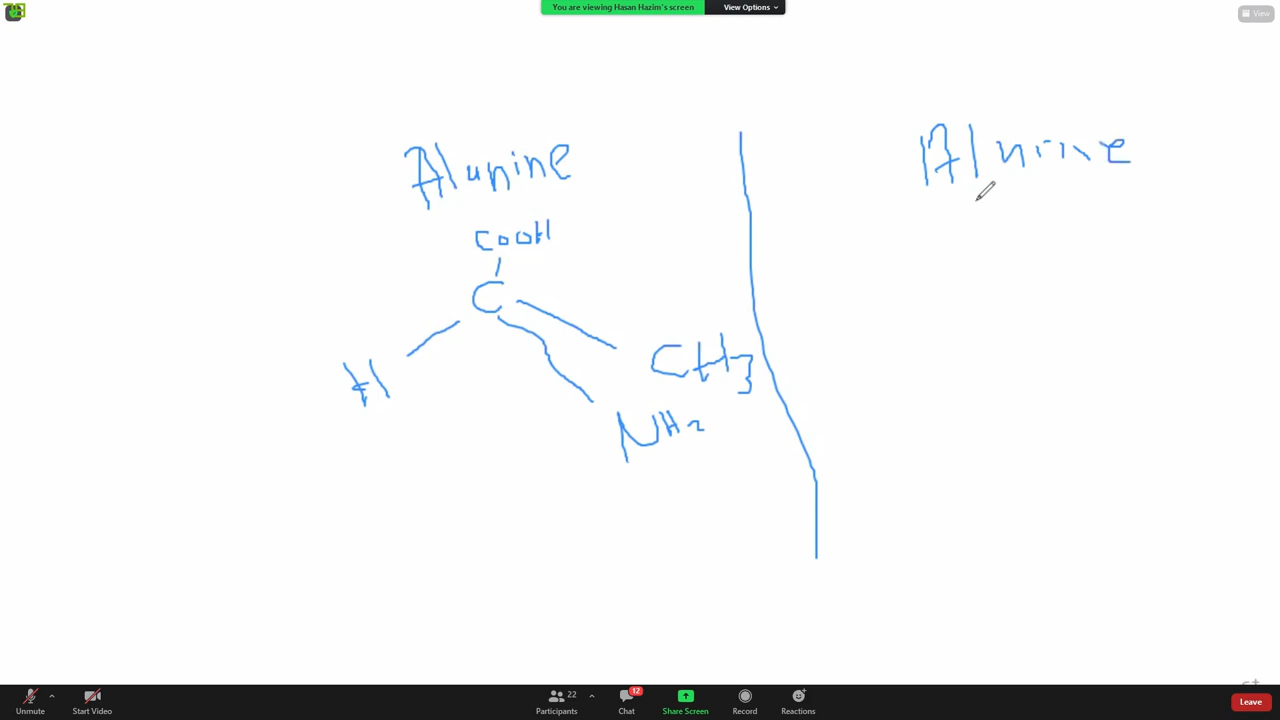 You are viewing Hasan Hazim's screen
View Options
View
Alanine
Alnine
COOH
C
H
CH3
NH2
Unmute
Start Video
22
Participants
12
Chat
Share Screen
Record
Reactions
Leave